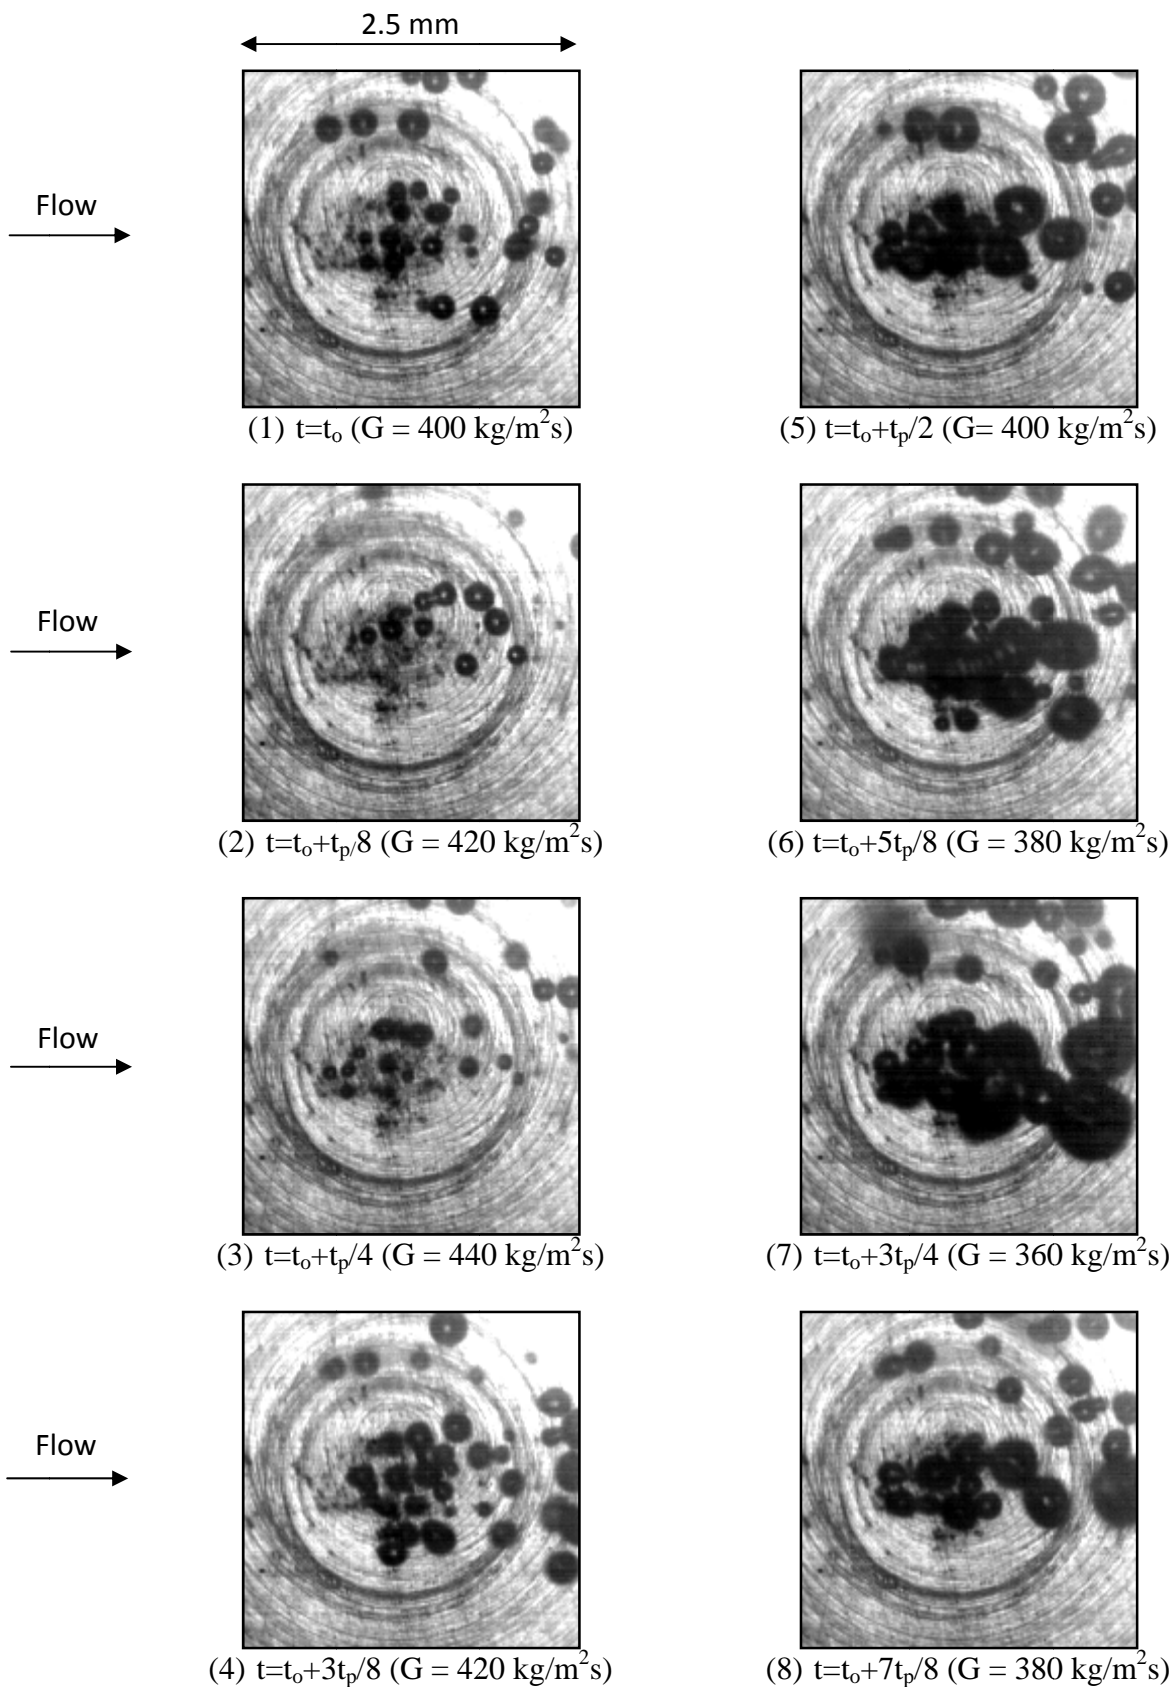 2.5 mm
Flow
(1) t=tₒ (G = 400 kg/m²s)
(5) t=tₒ+tₚ/2 (G= 400 kg/m²s)
Flow
(2) t=tₒ+tₚ/8 (G = 420 kg/m²s)
(6) t=tₒ+5tₚ/8 (G = 380 kg/m²s)
Flow
(3) t=tₒ+tₚ/4 (G = 440 kg/m²s)
(7) t=tₒ+3tₚ/4 (G = 360 kg/m²s)
Flow
(4) t=tₒ+3tₚ/8 (G = 420 kg/m²s)
(8) t=tₒ+7tₚ/8 (G = 380 kg/m²s)